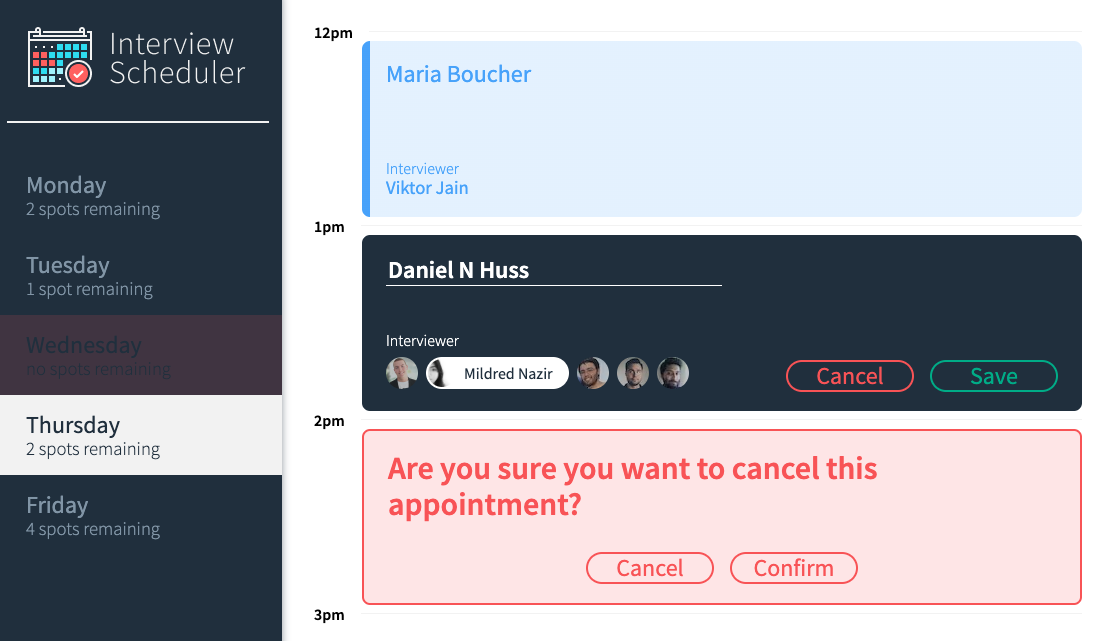 Interview
Scheduler
Monday
2 spots remaining
Tuesday
1 spot remaining
Wednesday
no spots remaining
Thursday
2 spots remaining
Friday
4 spots remaining
12pm
Maria Boucher
Interviewer
Viktor Jain
1pm
Daniel N Huss
Interviewer
Mildred Nazir
Cancel
Save
2pm
Are you sure you want to cancel this
appointment?
Cancel
Confirm
3pm